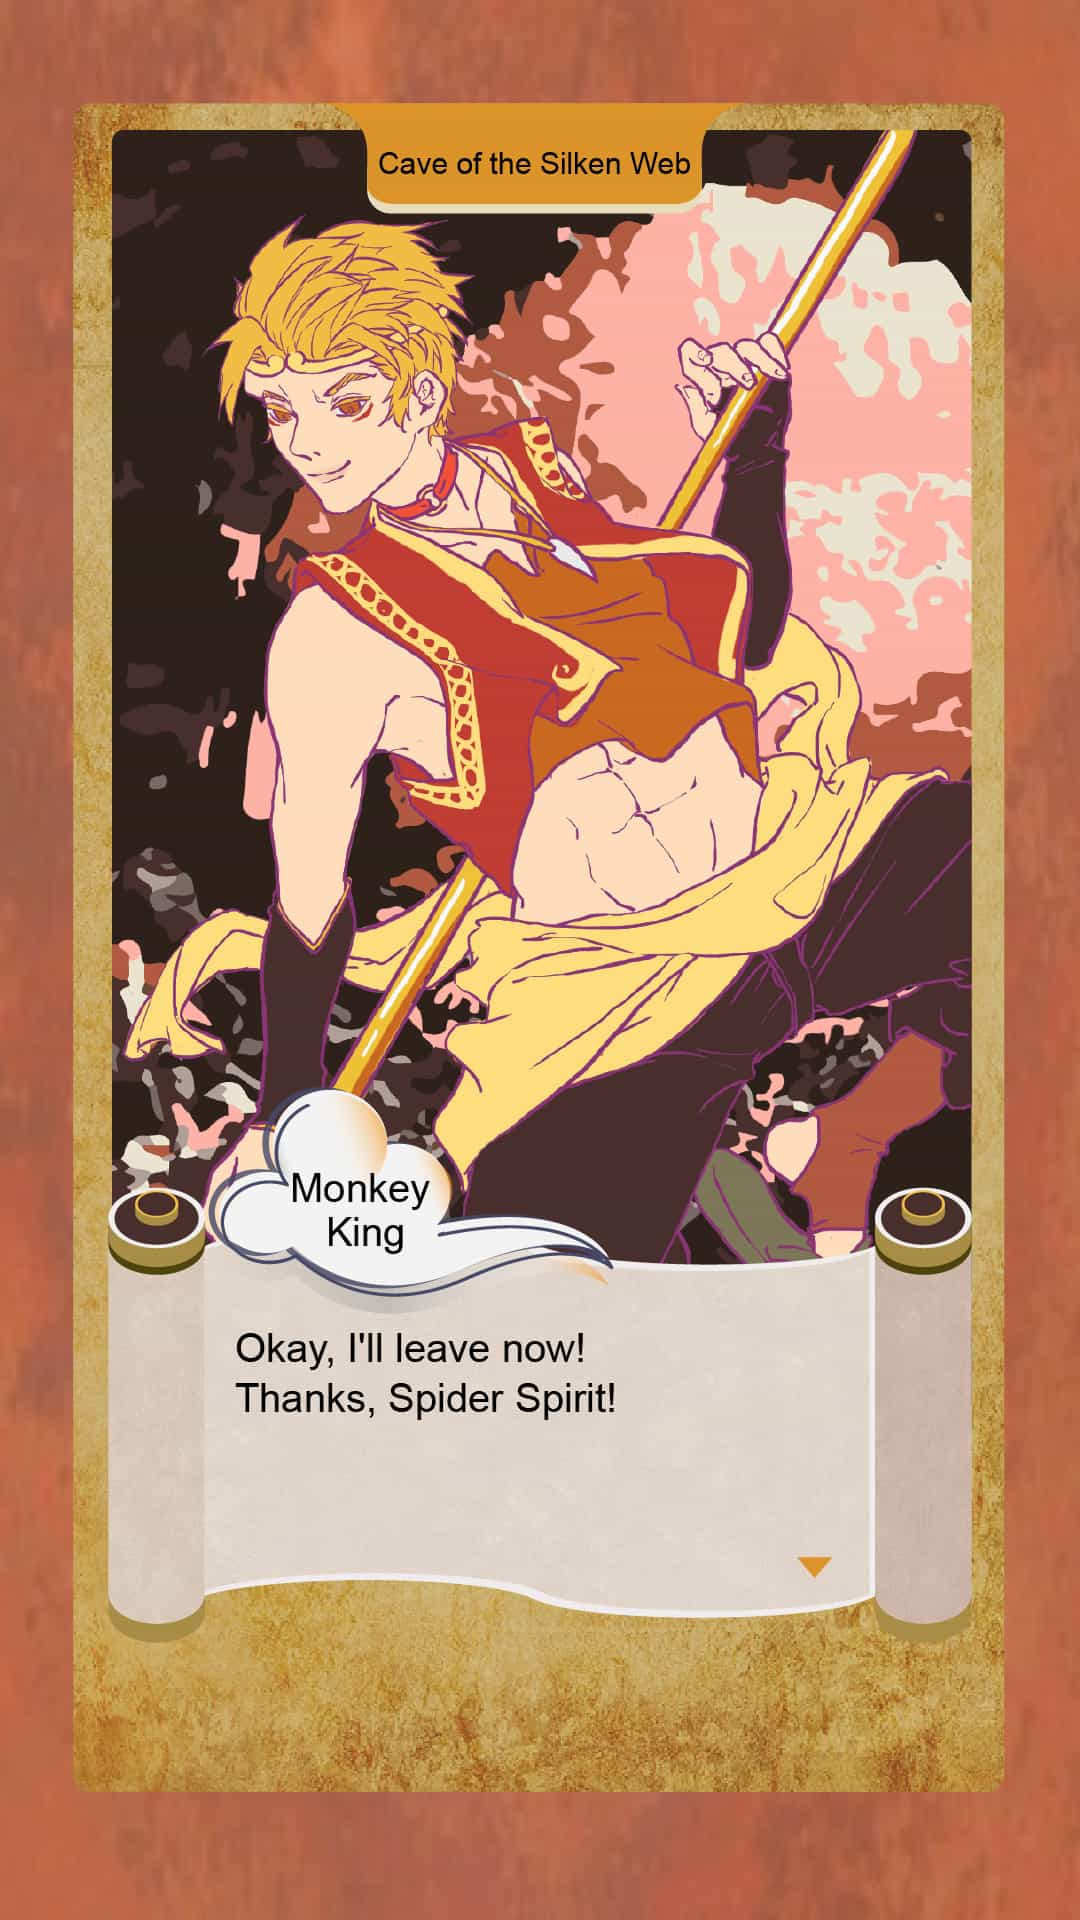 Cave of the Silken Web
Monkey
King
Okay, I'll leave now!
Thanks, Spider Spirit!